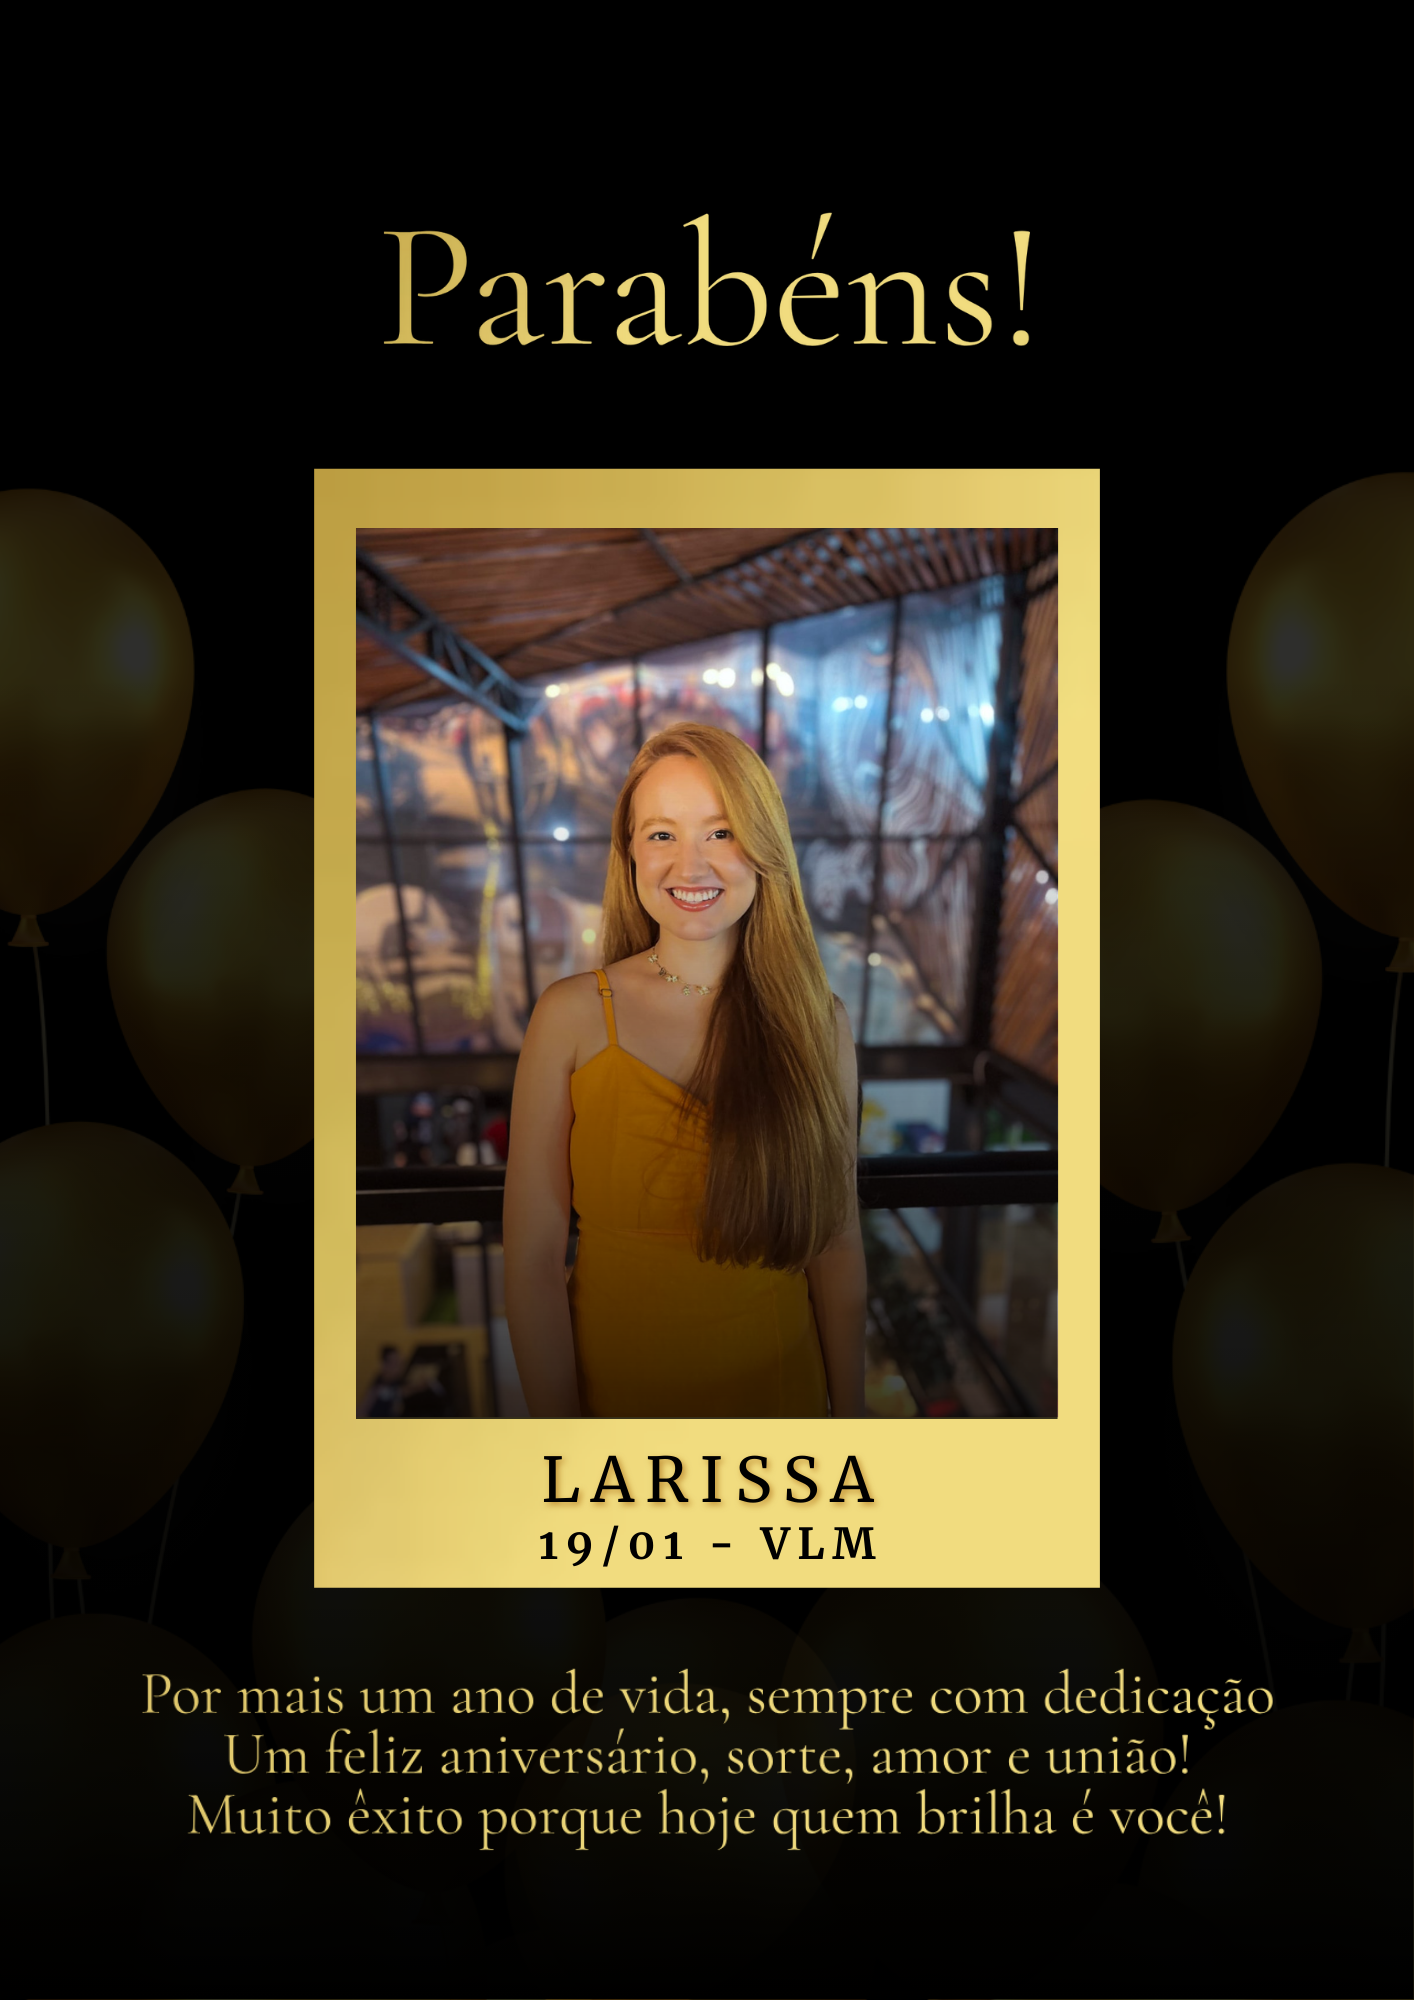 Parabéns!
LARISSA
19/01 - VLM
Por mais um ano de vida, sempre com dedicação
Um feliz aniversário, sorte, amor e união!
Muito êxito porque hoje quem brilha é você!